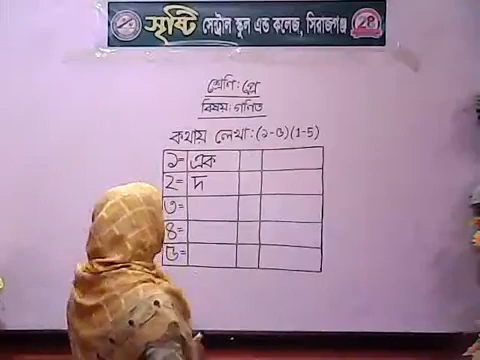 সৃষ্টি সেন্ট্রাল স্কুল এন্ড কলেজ, সিরাজগঞ্জ
শ্রেণি: প্লে
বিষয়: গণিত
কথায় লেখা: (১-৫) (1-5)
১= এক
২= দ
৩=
৪=
৫=